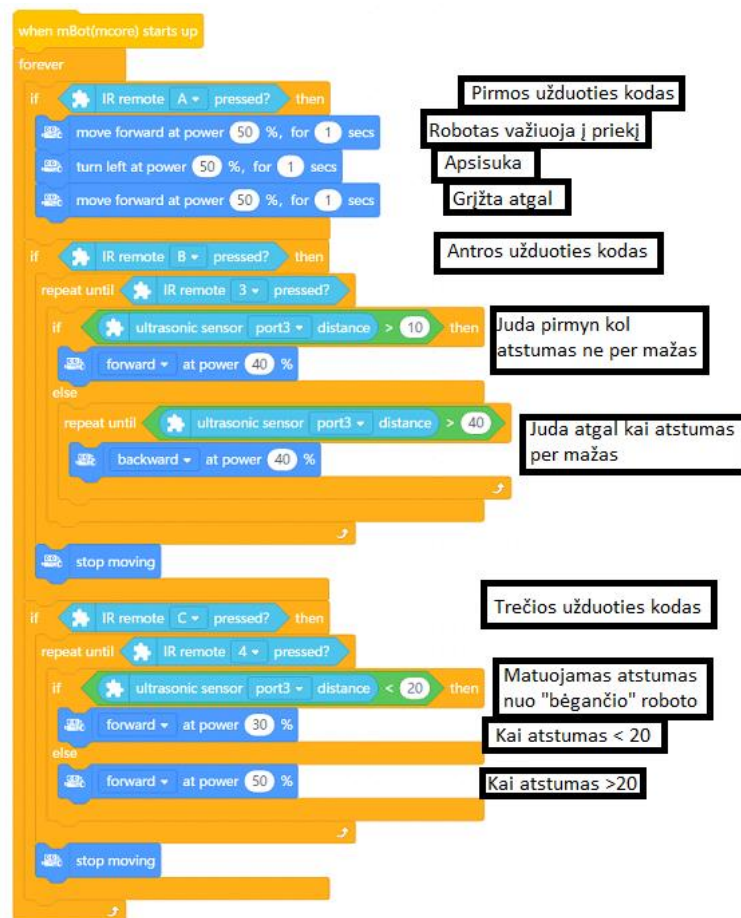 when mBot(mcore) starts up
forever
if IR remote A pressed? then
Pirmos užduoties kodas
move forward at power 50 %, for 1 secs
Robotas važiuoja į priekį
turn left at power 50 %, for 1 secs
Apsisuka
move forward at power 50 %, for 1 secs
Grįžta atgal
if IR remote B pressed? then
Antros užduoties kodas
repeat until IR remote 3 pressed?
if ultrasonic sensor port3 distance > 10 then
Juda pirmyn kol
atstumas ne per mažas
forward at power 40 %
else
repeat until ultrasonic sensor port3 distance > 40
Juda atgal kai atstumas
per mažas
backward at power 40 %
stop moving
if IR remote C pressed? then
Trečios užduoties kodas
repeat until IR remote 4 pressed?
if ultrasonic sensor port3 distance < 20 then
Matuojamas atstumas
nuo "bėgančio" roboto
forward at power 30 %
Kai atstumas < 20
else
forward at power 50 %
Kai atstumas >20
stop moving